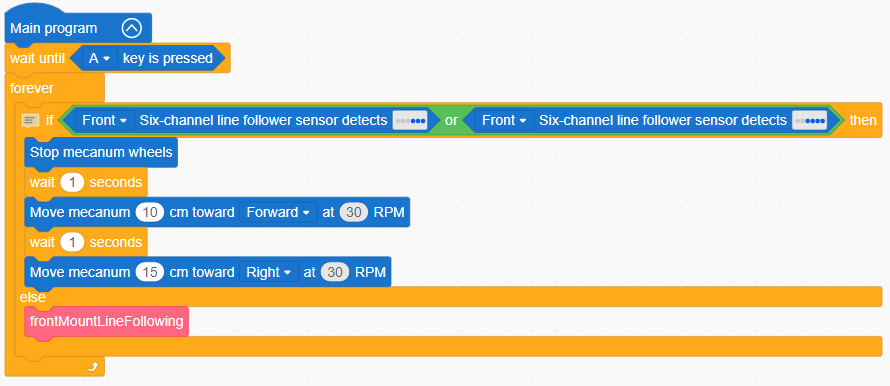 Main program
wait until A key is pressed
forever
if Front Six-channel line follower sensor detects or Front Six-channel line follower sensor detects then
Stop mecanum wheels
wait 1 seconds
Move mecanum 10 cm toward Forward at 30 RPM
wait 1 seconds
Move mecanum 15 cm toward Right at 30 RPM
else
frontMountLineFollowing